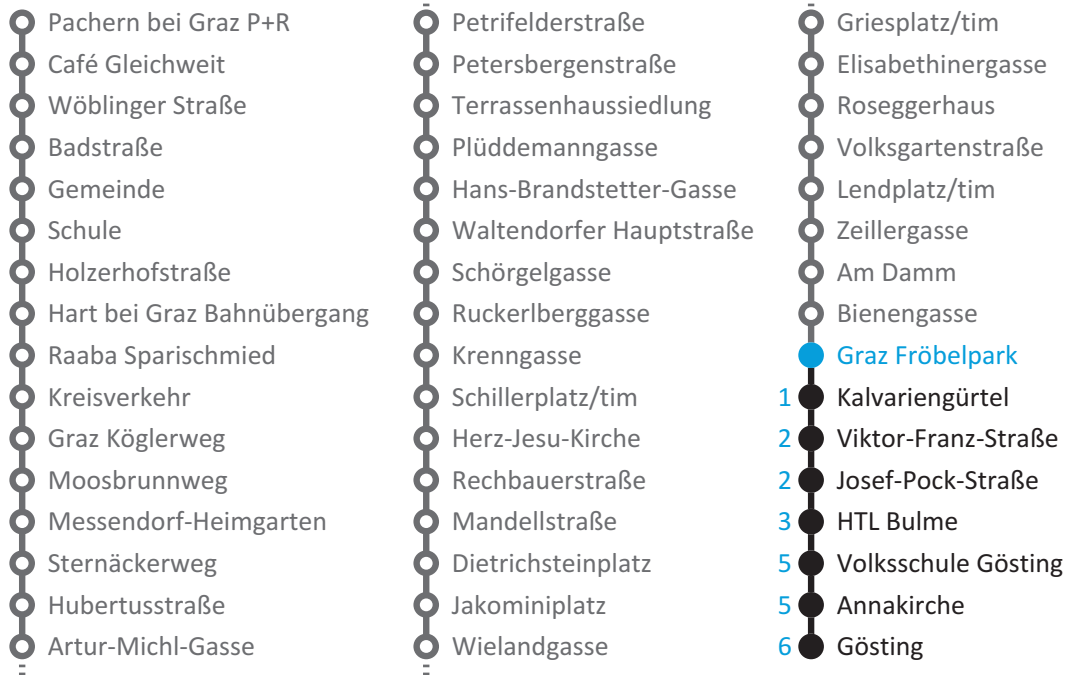 Pachern bei Graz P+R
Café Gleichweit
Wöblinger Straße
Badstraße
Gemeinde
Schule
Holzerhofstraße
Hart bei Graz Bahnübergang
Raaba Sparischmied
Kreisverkehr
Graz Köglerweg
Moosbrunnweg
Messendorf-Heimgarten
Sternäckerweg
Hubertusstraße
Artur-Michl-Gasse
Petrifelderstraße
Petersbergenstraße
Terrassenhaussiedlung
Plüddemanngasse
Hans-Brandstetter-Gasse
Waltendorfer Hauptstraße
Schörgelgasse
Ruckerlberggasse
Krenngasse
Schillerplatz/tim
Herz-Jesu-Kirche
Rechbauerstraße
Mandellstraße
Dietrichsteinplatz
Jakominiplatz
Wielandgasse
Griesplatz/tim
Elisabethinergasse
Roseggerhaus
Volksgartenstraße
Lendplatz/tim
Zeillergasse
Am Damm
Bienengasse
Graz Fröbelpark
1 Kalvariengürtel
2 Viktor-Franz-Straße
2 Josef-Pock-Straße
3 HTL Bulme
5 Volksschule Gösting
5 Annakirche
6 Gösting